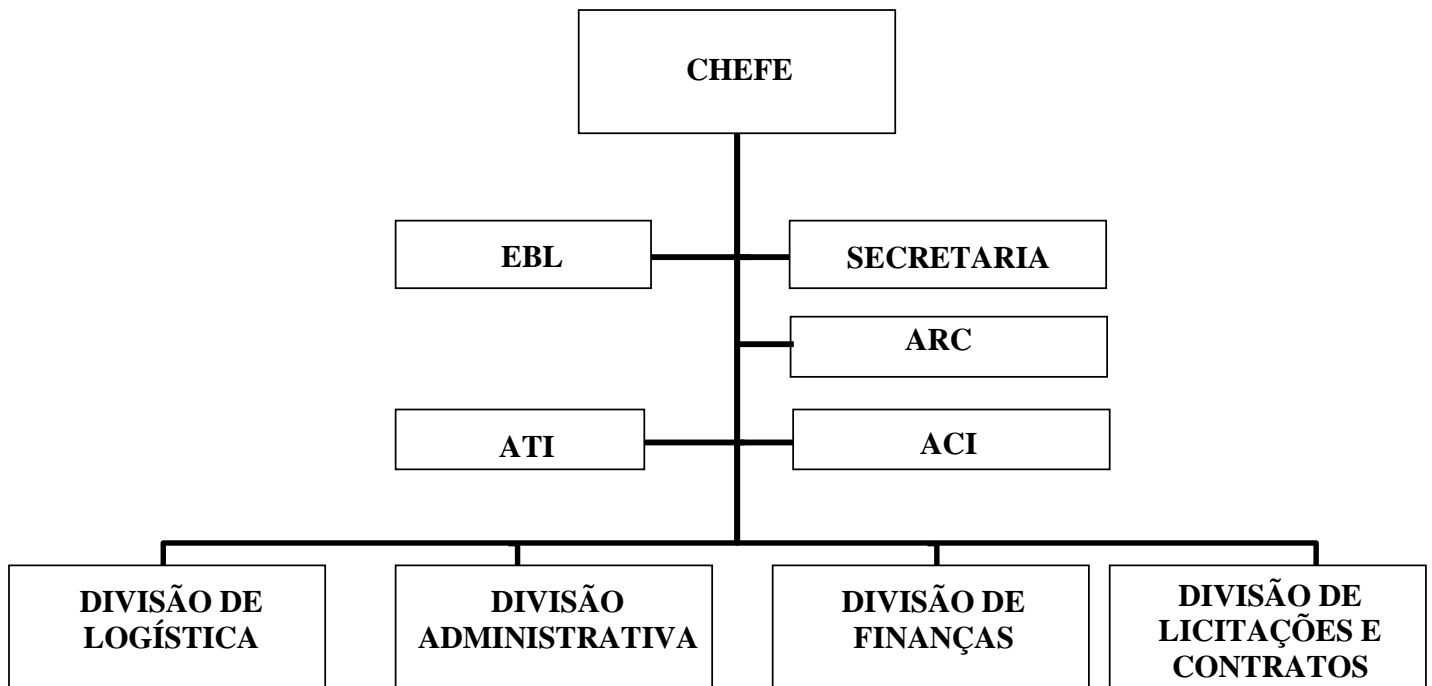 CHEFE
EBL
SECRETARIA
ARC
ATI
ACI
DIVISÃO DE
LOGÍSTICA
DIVISÃO
ADMINISTRATIVA
DIVISÃO DE
FINANÇAS
DIVISÃO DE
LICITAÇÕES E
CONTRATOS